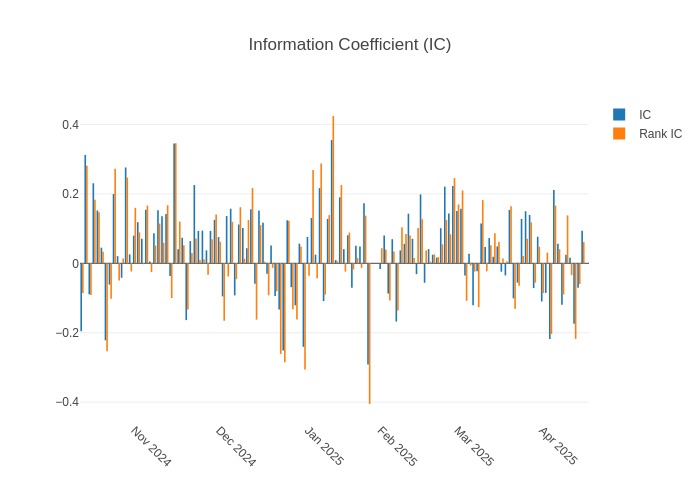 Information Coefficient (IC)
IC
Rank IC
0.4
0.2
0
−0.2
−0.4
Nov 2024
Dec 2024
Jan 2025
Feb 2025
Mar 2025
Apr 2025